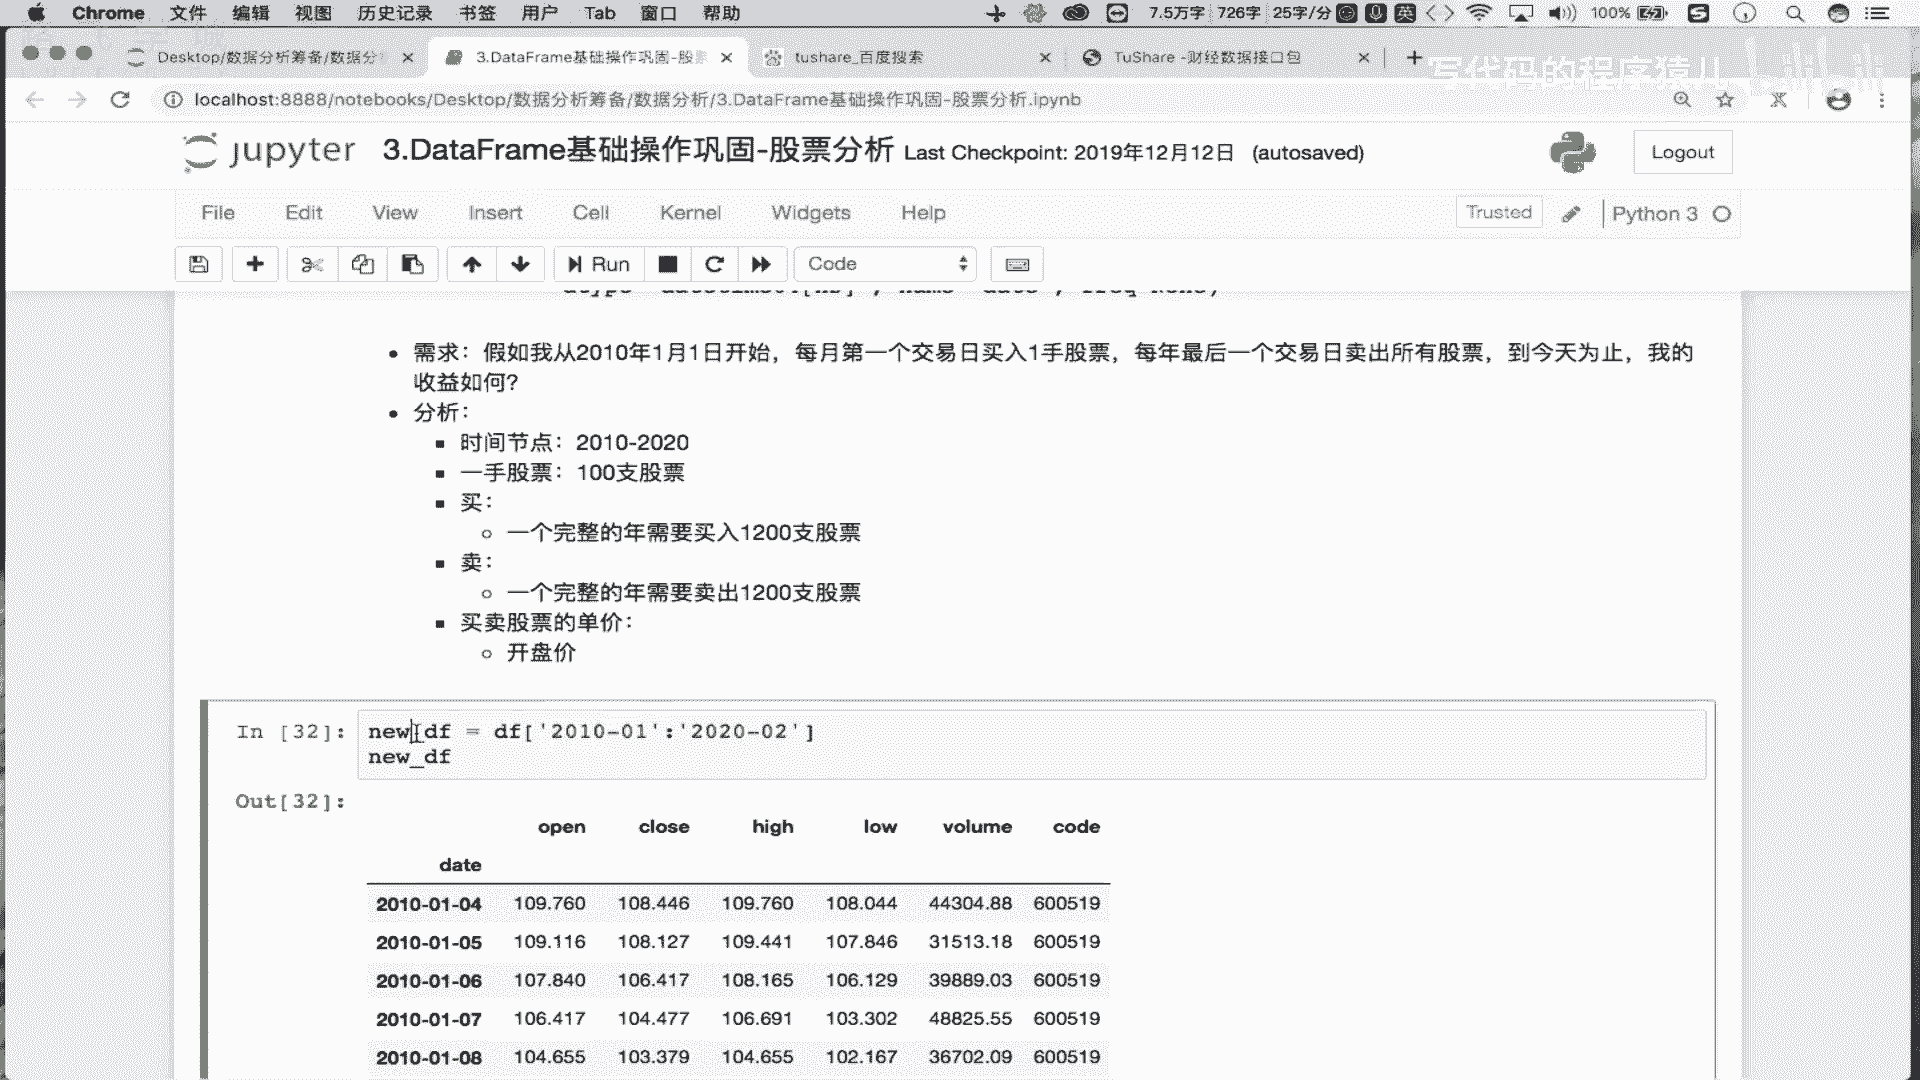 Chrome 文件 编辑 视图 历史记录 书签 用户 Tab 窗口 帮助 7.5万字 726字 25字/分 英 100%
Desktop/数据分析筹备/数据分 3.DataFrame基础操作巩固-股票 tushare_百度搜索 TuShare -财经数据接口包
写代码的程序猿儿 bilibili
localhost:8888/notebooks/Desktop/数据分析筹备/数据分析/3.DataFrame基础操作巩固-股票分析.ipynb
jupyter 3.DataFrame基础操作巩固-股票分析 Last Checkpoint: 2019年12月12日 (autosaved) Logout
File Edit View Insert Cell Kernel Widgets Help Trusted Python 3
Run Code
需求：假如我从2010年1月1日开始，每月第一个交易日买入1手股票，每年最后一个交易日卖出所有股票，到今天为止，我的
收益如何？
分析：
时间节点：2010-2020
一手股票：100支股票
买：
一个完整的年需要买入1200支股票
卖：
一个完整的年需要卖出1200支股票
买卖股票的单价：
开盘价
In [32]: new_df = df['2010-01':'2020-02']
new_df
Out[32]:
open close high low volume code
date
2010-01-04 109.760 108.446 109.760 108.044 44304.88 600519
2010-01-05 109.116 108.127 109.441 107.846 31513.18 600519
2010-01-06 107.840 106.417 108.165 106.129 39889.03 600519
2010-01-07 106.417 104.477 106.691 103.302 48825.55 600519
2010-01-08 104.655 103.379 104.655 102.167 36702.09 600519